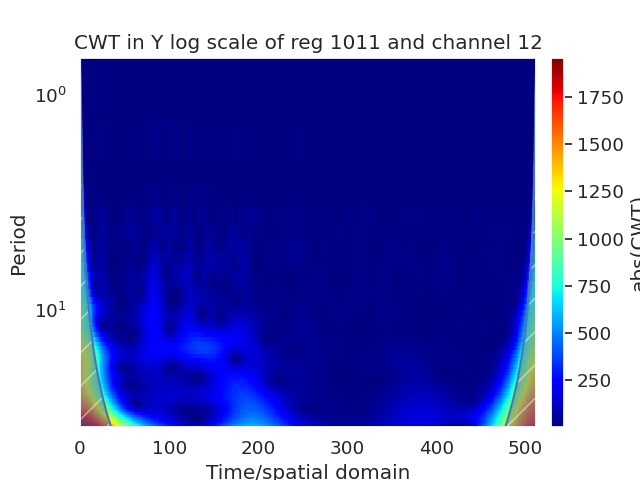 CWT in Y log scale of reg 1011 and channel 12
10⁰
10¹
Period
0 100 200 300 400 500
Time/spatial domain
1750
1500
1250
1000
750
500
250
abs(CWT)